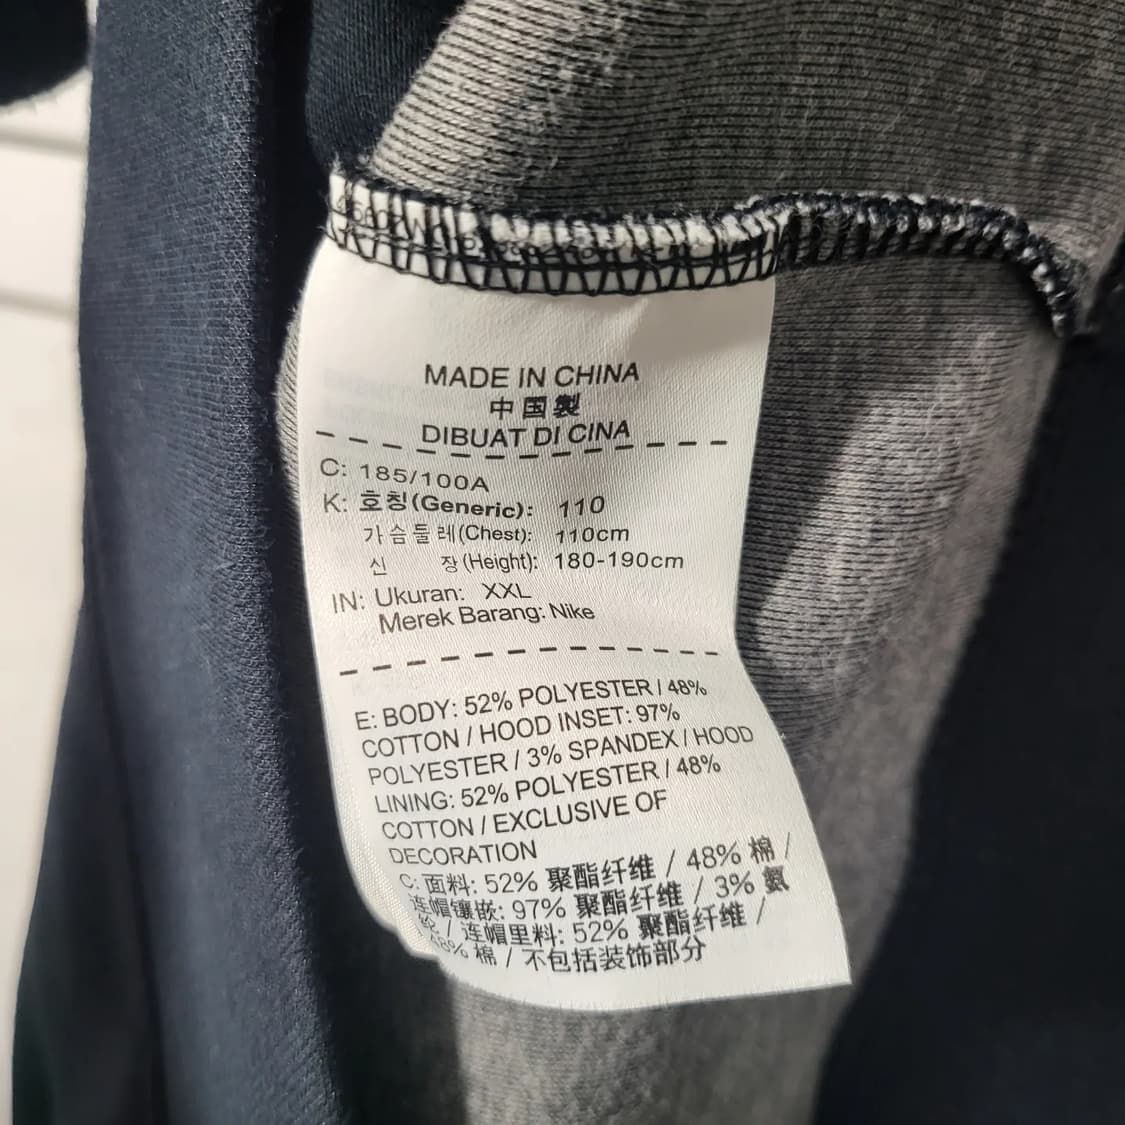 MADE IN CHINA
中国製
DIBUAT DI CINA
C: 185/100A
K: 호칭(Generic): 110
가슴둘레(Chest): 110cm
신 장(Height): 180-190cm
IN: Ukuran: XXL
Merek Barang: Nike
E: BODY: 52% POLYESTER / 48%
COTTON / HOOD INSET: 97%
POLYESTER / 3% SPANDEX / HOOD
LINING: 52% POLYESTER / 48%
COTTON / EXCLUSIVE OF
DECORATION
C: 面料: 52% 聚酯纤维 / 48% 棉 /
连帽镶嵌: 97% 聚酯纤维 / 3% 氨
纶 / 连帽里料: 52% 聚酯纤维 /
48% 棉 / 不包括装饰部分